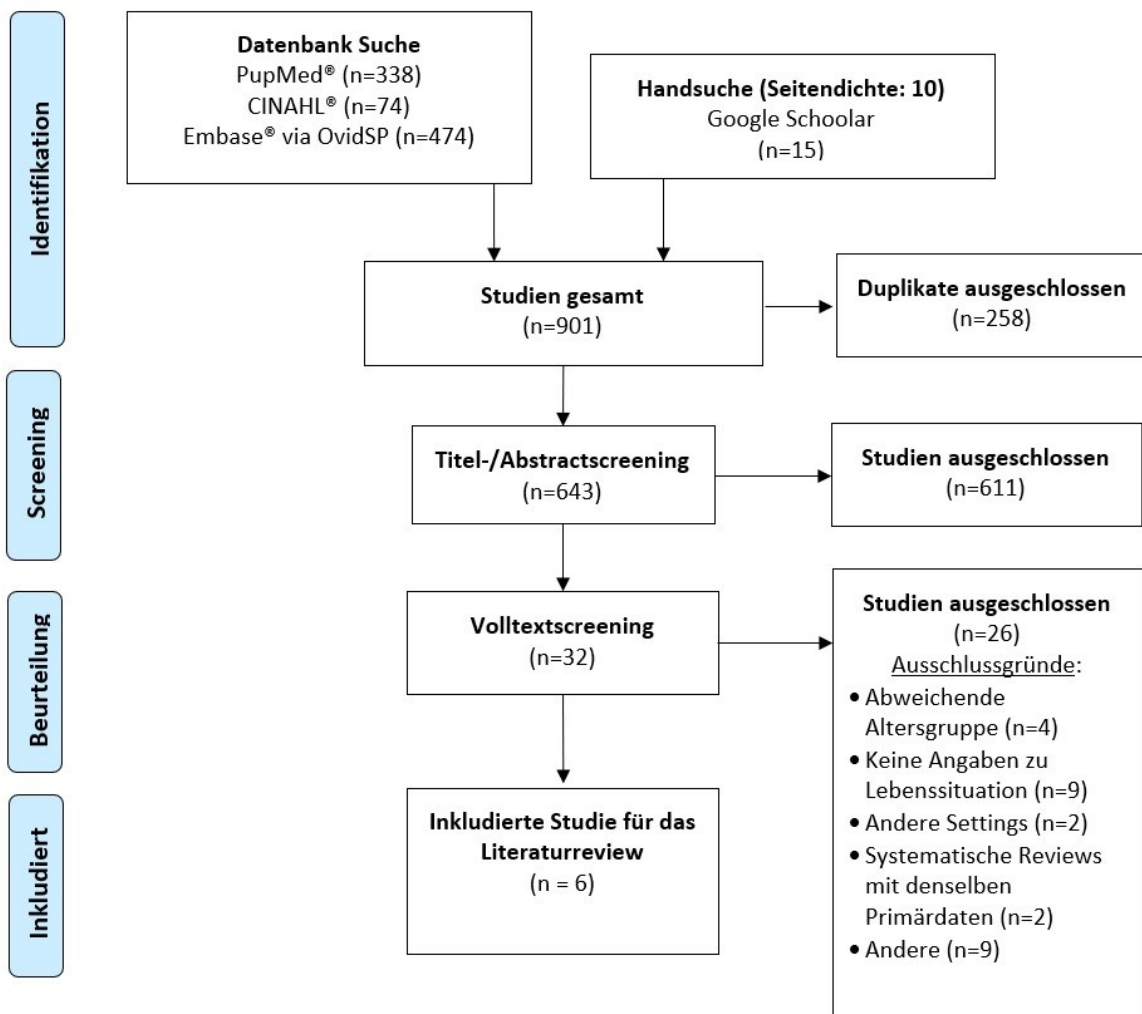 Identifikation
Datenbank Suche
PupMed® (n=338)
CINAHL® (n=74)
Embase® via OvidSP (n=474)
Handsuche (Seitendichte: 10)
Google Schoolar
(n=15)
Studien gesamt
(n=901)
Duplikate ausgeschlossen
(n=258)
Screening
Titel-/Abstractscreening
(n=643)
Studien ausgeschlossen
(n=611)
Beurteilung
Volltextscreening
(n=32)
Studien ausgeschlossen
(n=26)
Ausschlussgründe:
• Abweichende
Altersgruppe (n=4)
• Keine Angaben zu
Lebenssituation (n=9)
• Andere Settings (n=2)
• Systematische Reviews
mit denselben
Primärdaten (n=2)
• Andere (n=9)
Inkludiert
Inkludierte Studie für das
Literaturreview
(n = 6)